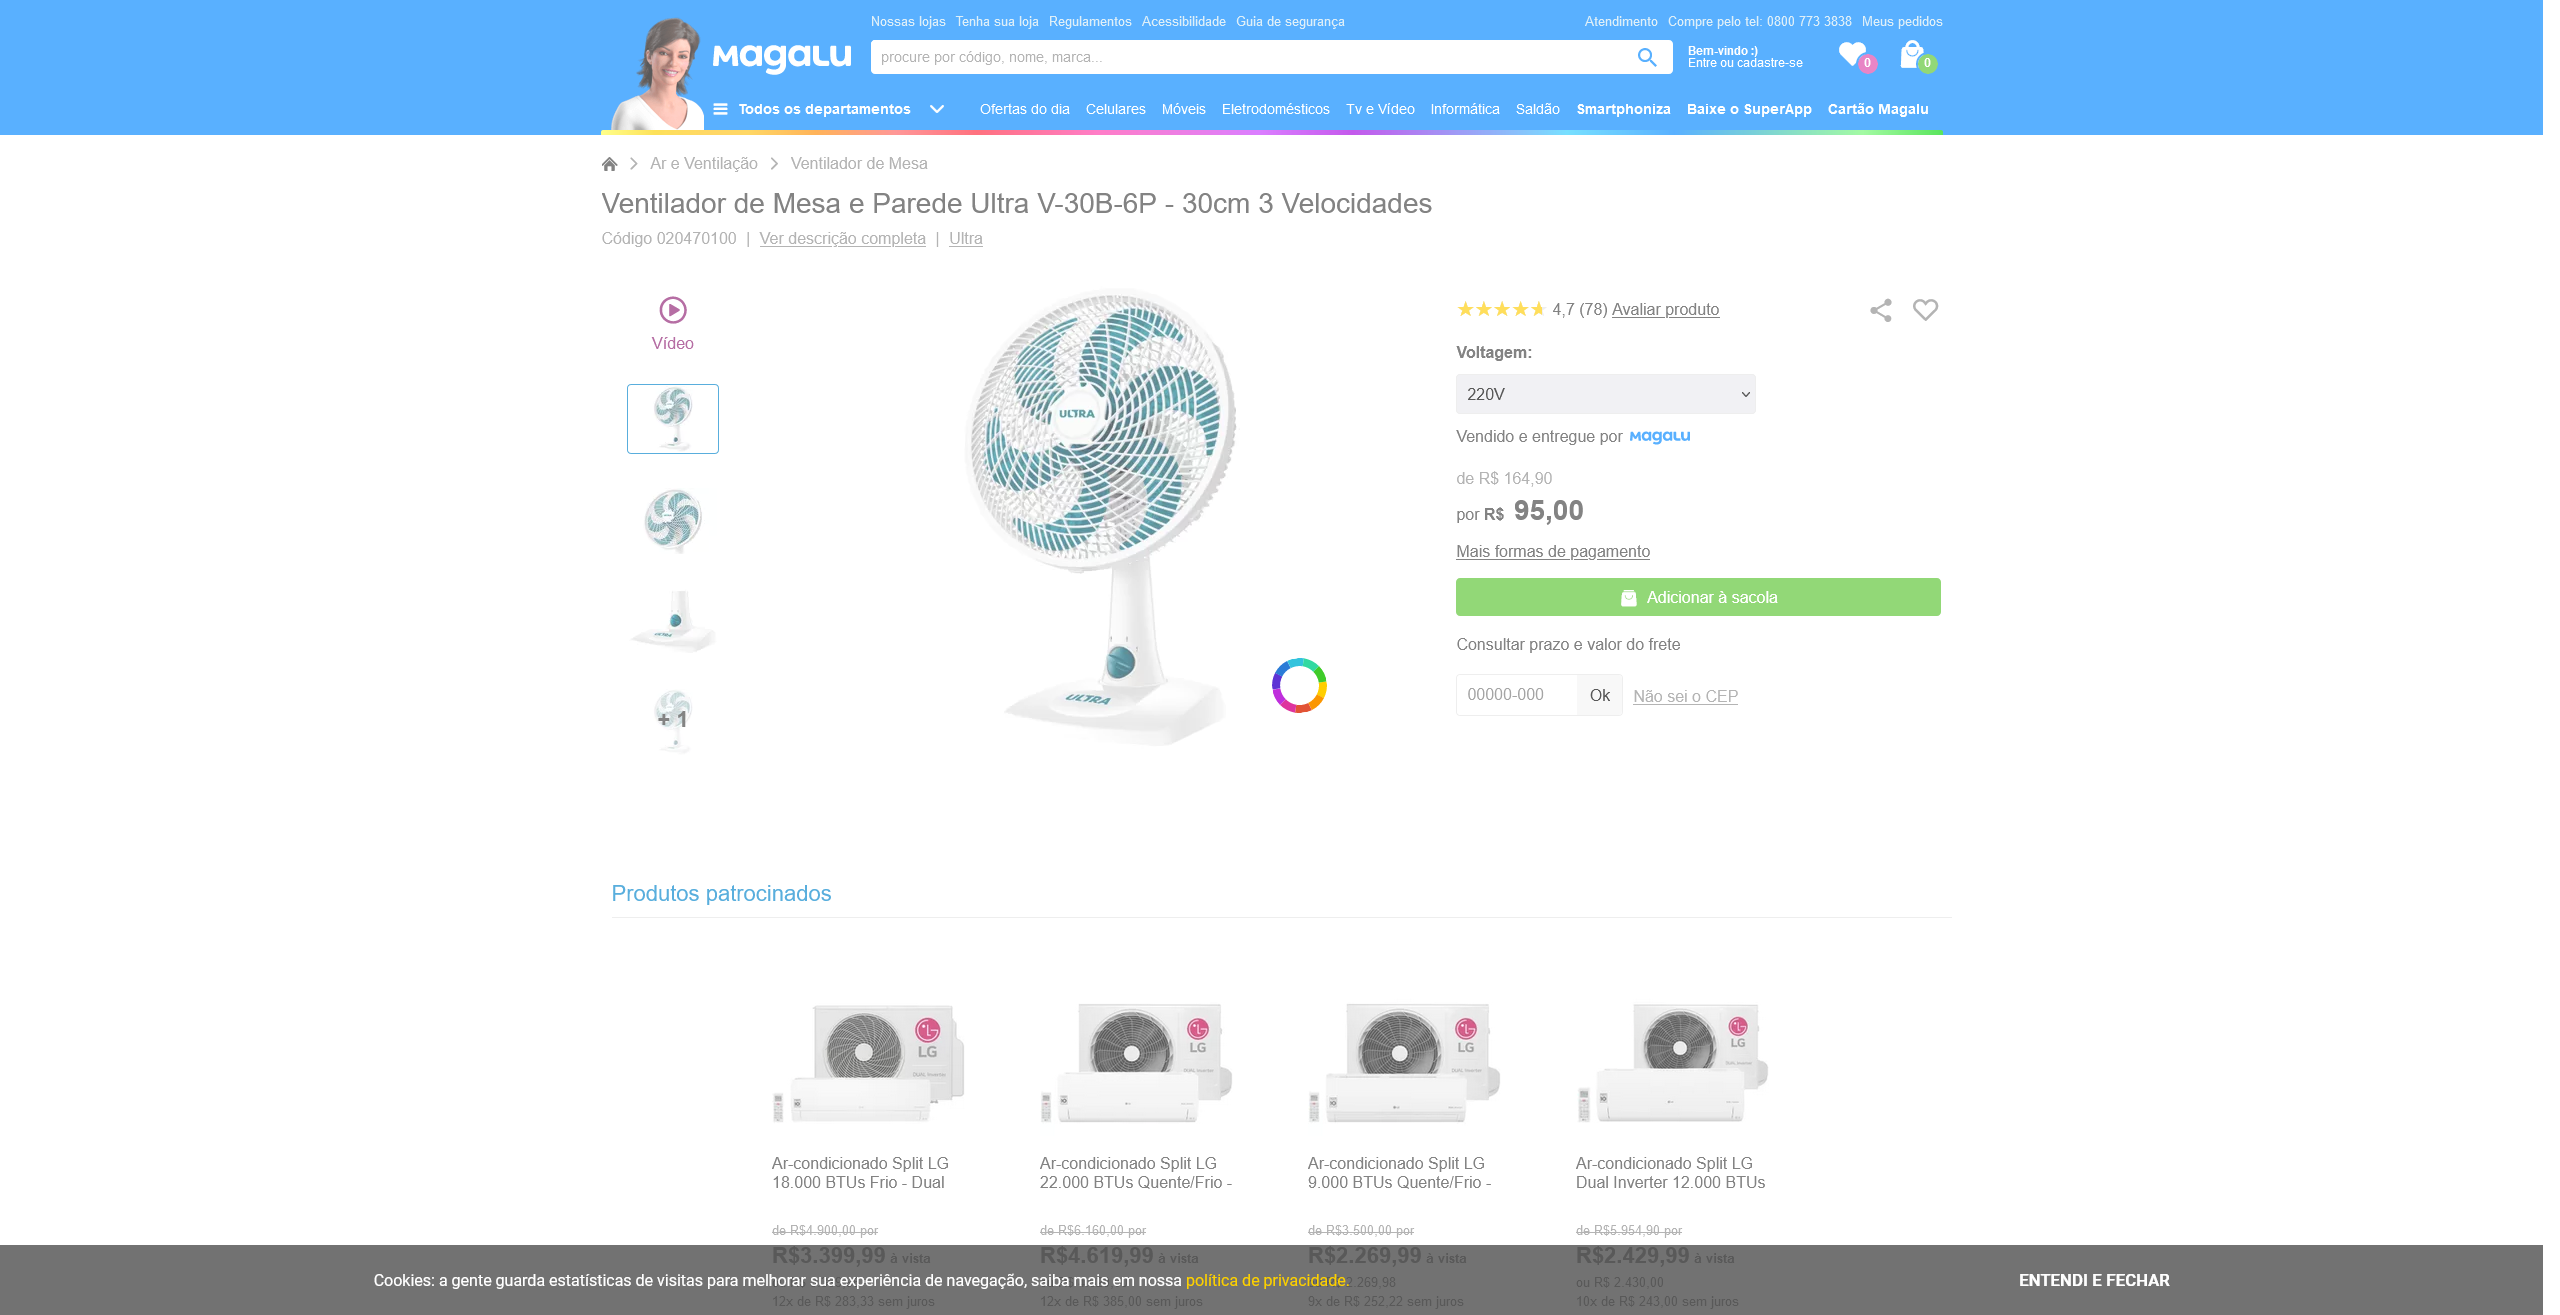 Nossas lojas Tenha sua loja Regulamentos Acessibilidade Guia de segurança Atendimento Compre pelo tel: 0800 773 3838 Meus pedidos
Magalu
procure por código, nome, marca...
Bem-vindo :)
Entre ou cadastre-se
0
0
Todos os departamentos Ofertas do dia Celulares Móveis Eletrodomésticos Tv e Vídeo Informática Saldão Smartphoniza Baixe o SuperApp Cartão Magalu
Ar e Ventilação Ventilador de Mesa
Ventilador de Mesa e Parede Ultra V-30B-6P - 30cm 3 Velocidades
Código 020470100 | Ver descrição completa | Ultra
Vídeo
+ 1
ULTRA
ULTRA
4,7 (78) Avaliar produto
Voltagem:
220V
Vendido e entregue por Magalu
de R$ 164,90
por R$ 95,00
Mais formas de pagamento
Adicionar à sacola
Consultar prazo e valor do frete
00000-000 Ok Não sei o CEP
Produtos patrocinados
LG
LG
LG
LG
Ar-condicionado Split LG
18.000 BTUs Frio - Dual
de R$4.900,00 por
R$3.399,99 à vista
12x de R$ 283,33 sem juros
Ar-condicionado Split LG
22.000 BTUs Quente/Frio -
de R$6.160,00 por
R$4.619,99 à vista
12x de R$ 385,00 sem juros
Ar-condicionado Split LG
9.000 BTUs Quente/Frio -
de R$3.500,00 por
R$2.269,99 à vista
2.269,98
9x de R$ 252,22 sem juros
Ar-condicionado Split LG
Dual Inverter 12.000 BTUs
de R$5.954,90 por
R$2.429,99 à vista
ou R$ 2.430,00
10x de R$ 243,00 sem juros
Cookies: a gente guarda estatísticas de visitas para melhorar sua experiência de navegação, saiba mais em nossa política de privacidade.
ENTENDI E FECHAR